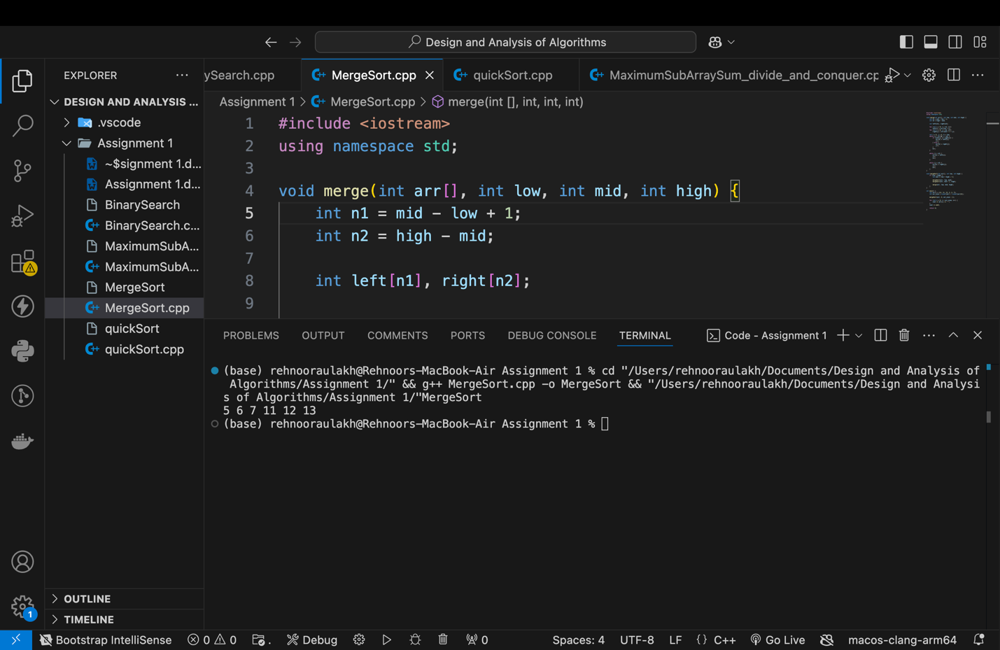 Design and Analysis of Algorithms
EXPLORER
ySearch.cpp
MergeSort.cpp
quickSort.cpp
MaximumSubArraySum_divide_and_conquer.cp
DESIGN AND ANALYSIS ...
.vscode
Assignment 1
~$signment 1.d...
Assignment 1.d...
BinarySearch
BinarySearch.c...
MaximumSubA...
MaximumSubA...
MergeSort
MergeSort.cpp
quickSort
quickSort.cpp
OUTLINE
TIMELINE
Assignment 1 > MergeSort.cpp > merge(int [], int, int, int)
1 #include <iostream>
2 using namespace std;
3
4 void merge(int arr[], int low, int mid, int high) {
5 int n1 = mid - low + 1;
6 int n2 = high - mid;
7
8 int left[n1], right[n2];
9
PROBLEMS OUTPUT COMMENTS PORTS DEBUG CONSOLE TERMINAL Code - Assignment 1
(base) rehnooraulakh@Rehnoors-MacBook-Air Assignment 1 % cd "/Users/rehnooraulakh/Documents/Design and Analysis of
Algorithms/Assignment 1/" && g++ MergeSort.cpp -o MergeSort && "/Users/rehnooraulakh/Documents/Design and Analysi
s of Algorithms/Assignment 1/"MergeSort
5 6 7 11 12 13
(base) rehnooraulakh@Rehnoors-MacBook-Air Assignment 1 %
1
Bootstrap IntelliSense 0 0 . Debug 0 Spaces: 4 UTF-8 LF {} C++ Go Live macos-clang-arm64